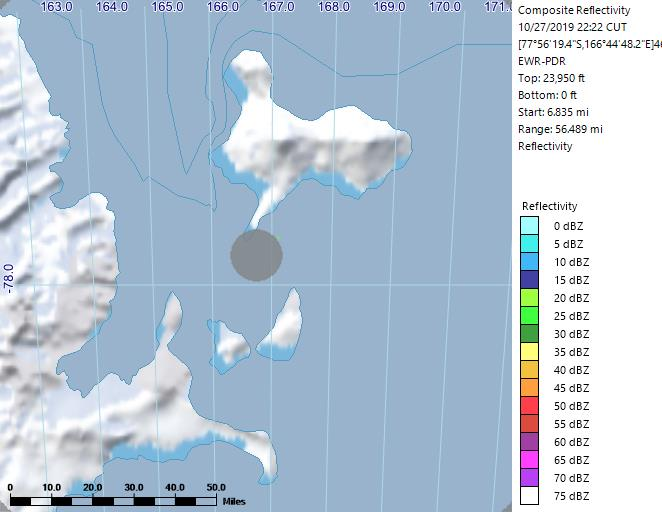 163.0 164.0 165.0 166.0 167.0 168.0 169.0 170.0 171.
-78.0
0 10.0 20.0 30.0 40.0 50.0
Miles
Composite Reflectivity
10/27/2019 22:22 CUT
[77°56'19.4"S,166°44'48.2"E]
EWR-PDR
Top: 23,950 ft
Bottom: 0 ft
Start: 6.835 mi
Range: 56.489 mi
Reflectivity
Reflectivity
0 dBZ
5 dBZ
10 dBZ
15 dBZ
20 dBZ
25 dBZ
30 dBZ
35 dBZ
40 dBZ
45 dBZ
50 dBZ
55 dBZ
60 dBZ
65 dBZ
70 dBZ
75 dBZ